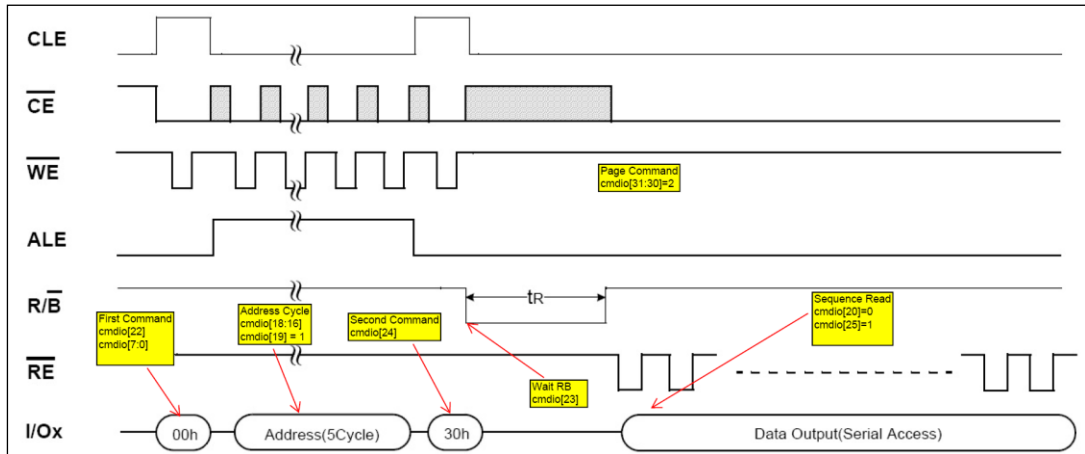 CLE
CE
WE
Page Command
cmdio[31:30]=2
ALE
R/B
tR
First Command
cmdio[22]
cmdio[7:0]
Address Cycle
cmdio[18:16]
cmdio[19] = 1
Second Command
cmdio[24]
Sequence Read
cmdio[20]=0
cmdio[25]=1
RE
Wait RB
cmdio[23]
I/Ox
00h
Address(5Cycle)
30h
Data Output(Serial Access)